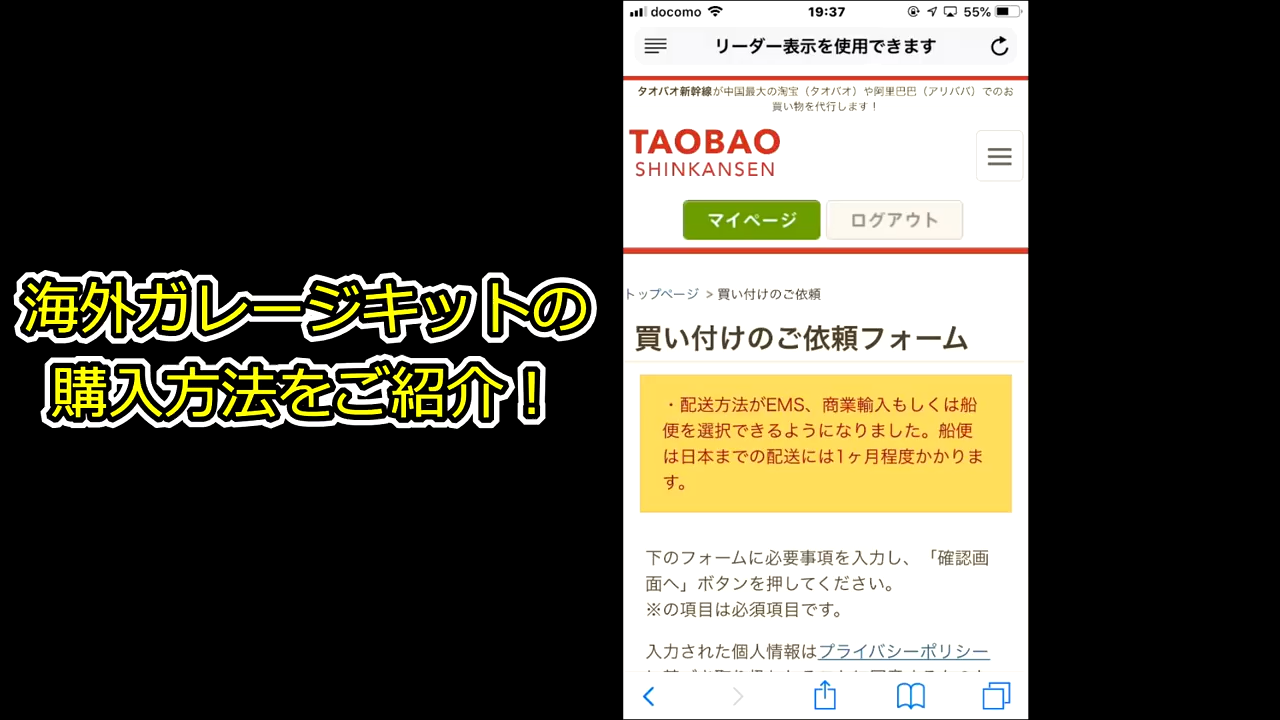 海外ガレージキットの
購入方法をご紹介！
docomo
19:37
55%
リーダー表示を使用できます
タオバオ新幹線が中国最大の淘宝（タオバオ）や阿里巴巴（アリババ）でのお
買い物を代行します！
TAOBAO
SHINKANSEN
マイページ
ログアウト
トップページ ＞買い付けのご依頼
買い付けのご依頼フォーム
・配送方法がEMS、商業輸入もしくは船
便を選択できるようになりました。船便
は日本までの配送には1ヶ月程度かかりま
す。
下のフォームに必要事項を入力し、「確認画
面へ」ボタンを押してください。
※の項目は必須項目です。
入力された個人情報はプライバシーポリシー